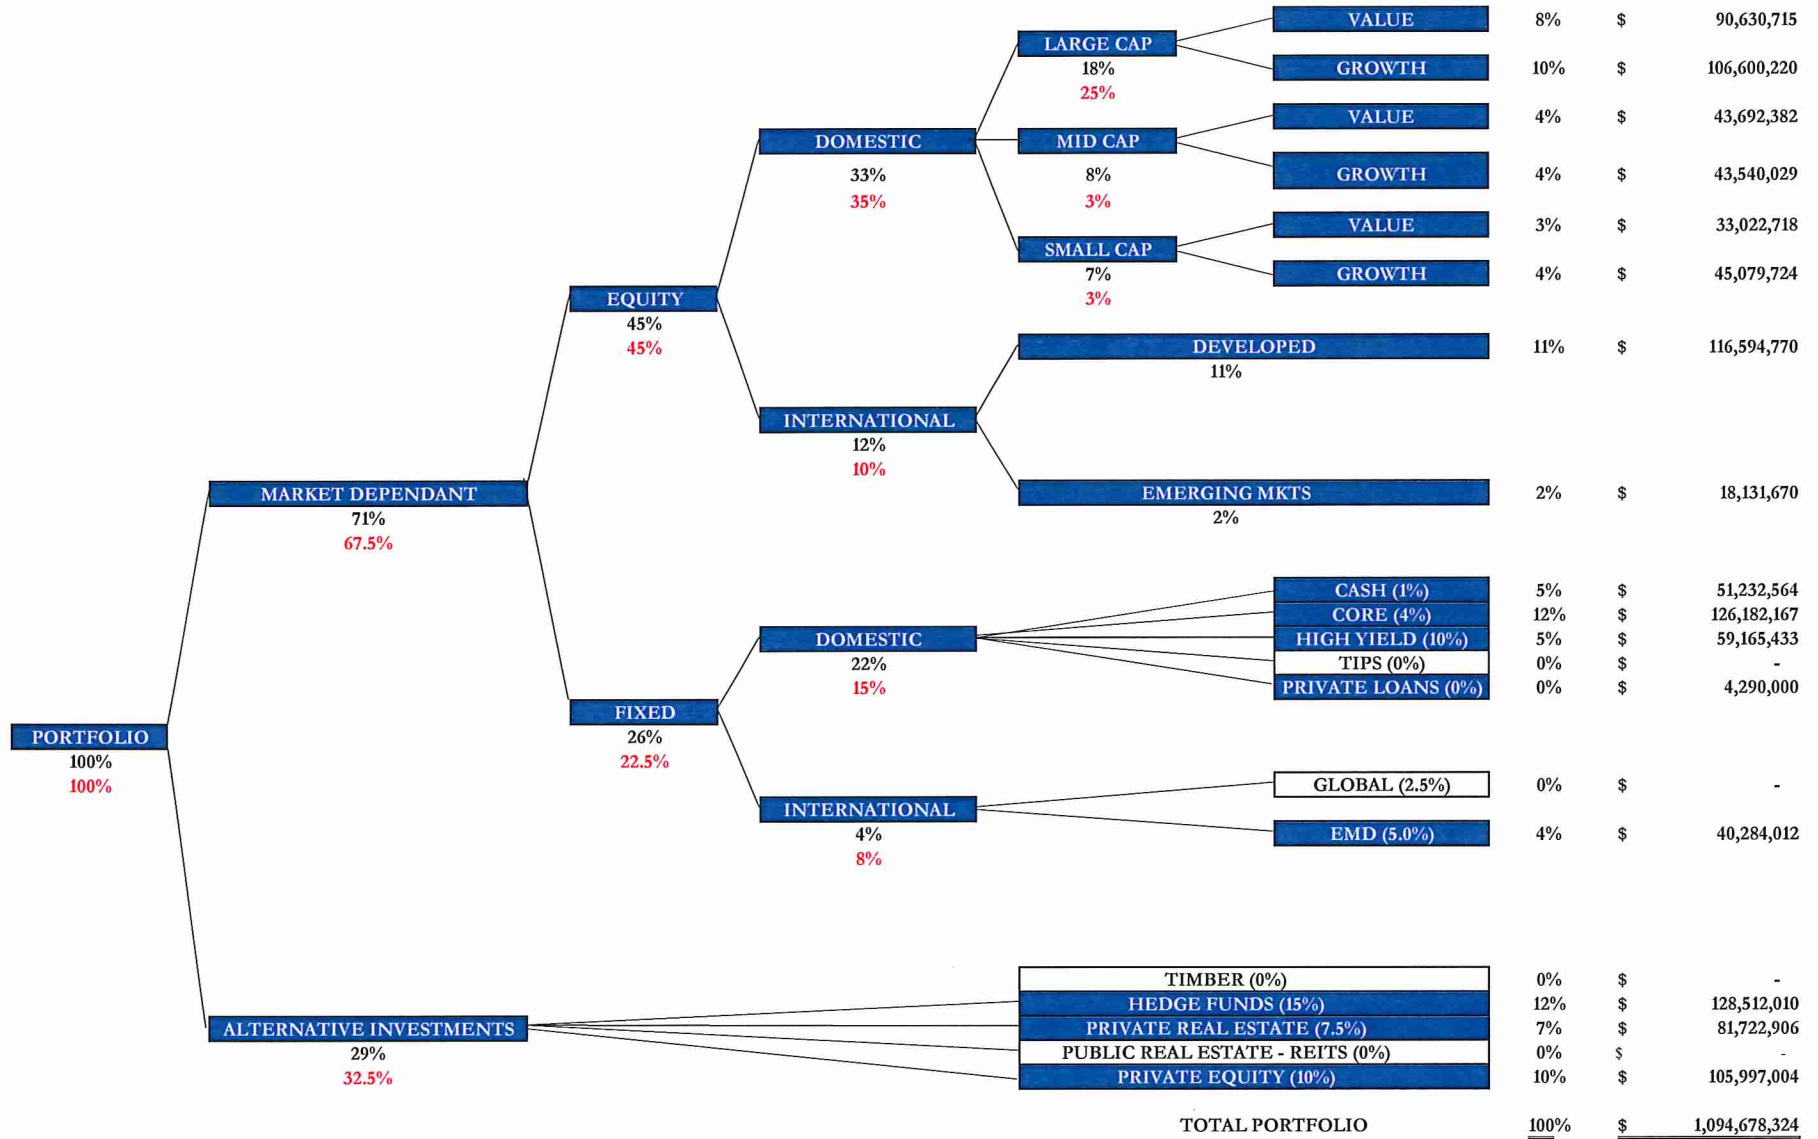 VALUE 8% $ 90,630,715
LARGE CAP
18%
25%
GROWTH 10% $ 106,600,220
VALUE 4% $ 43,692,382
DOMESTIC
33%
35%
MID CAP
8%
3%
GROWTH 4% $ 43,540,029
VALUE 3% $ 33,022,718
SMALL CAP
7%
3%
GROWTH 4% $ 45,079,724
EQUITY
45%
45%
DEVELOPED 11% $ 116,594,770
11%
INTERNATIONAL
12%
10%
MARKET DEPENDANT
71%
67.5%
EMERGING MKTS 2% $ 18,131,670
2%
CASH (1%) 5% $ 51,232,564
CORE (4%) 12% $ 126,182,167
DOMESTIC
22%
15%
HIGH YIELD (10%) 5% $ 59,165,433
TIPS (0%) 0% $ -
PRIVATE LOANS (0%) 0% $ 4,290,000
FIXED
26%
22.5%
PORTFOLIO
100%
100%
GLOBAL (2.5%) 0% $ -
INTERNATIONAL
4%
8%
EMD (5.0%) 4% $ 40,284,012
TIMBER (0%) 0% $ -
HEDGE FUNDS (15%) 12% $ 128,512,010
ALTERNATIVE INVESTMENTS
29%
32.5%
PRIVATE REAL ESTATE (7.5%) 7% $ 81,722,906
PUBLIC REAL ESTATE - REITS (0%) 0% $ -
PRIVATE EQUITY (10%) 10% $ 105,997,004
TOTAL PORTFOLIO 100% $ 1,094,678,324